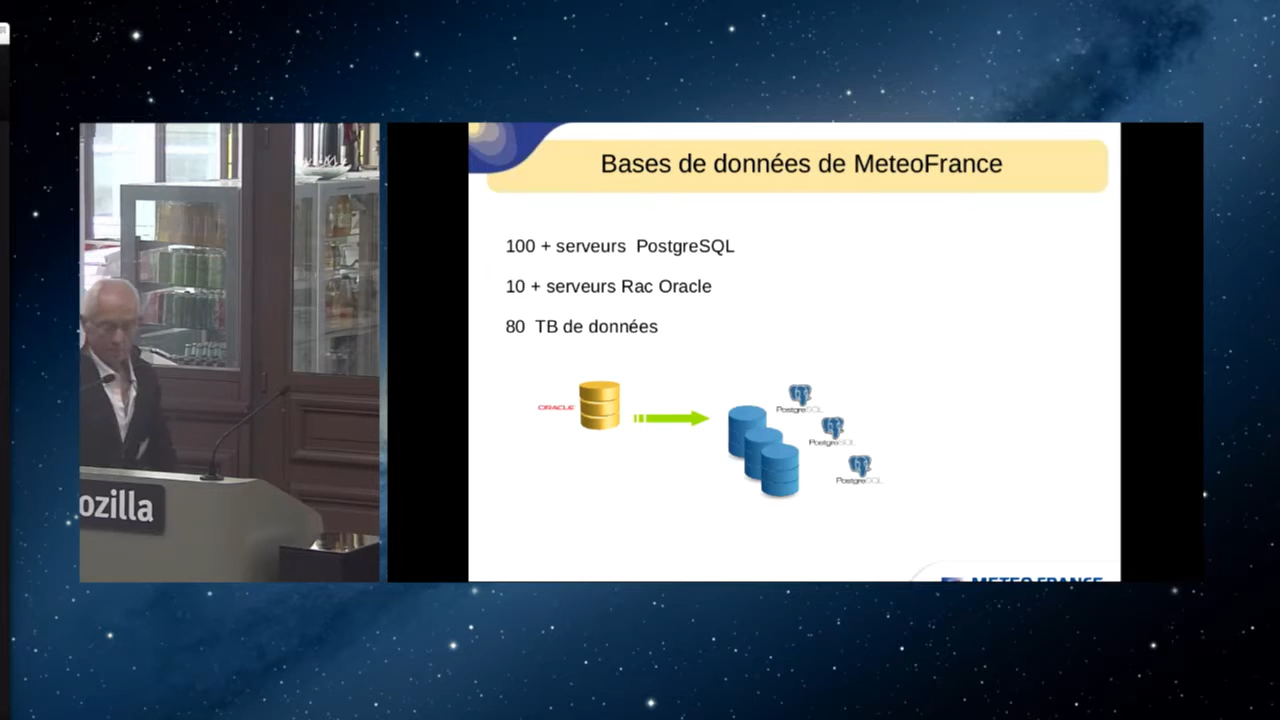 Bases de données de MeteoFrance
100 + serveurs PostgreSQL
10 + serveurs Rac Oracle
80 TB de données
ORACLE
PostgreSQL
PostgreSQL
PostgreSQL
ozilla
METEO FRANCE